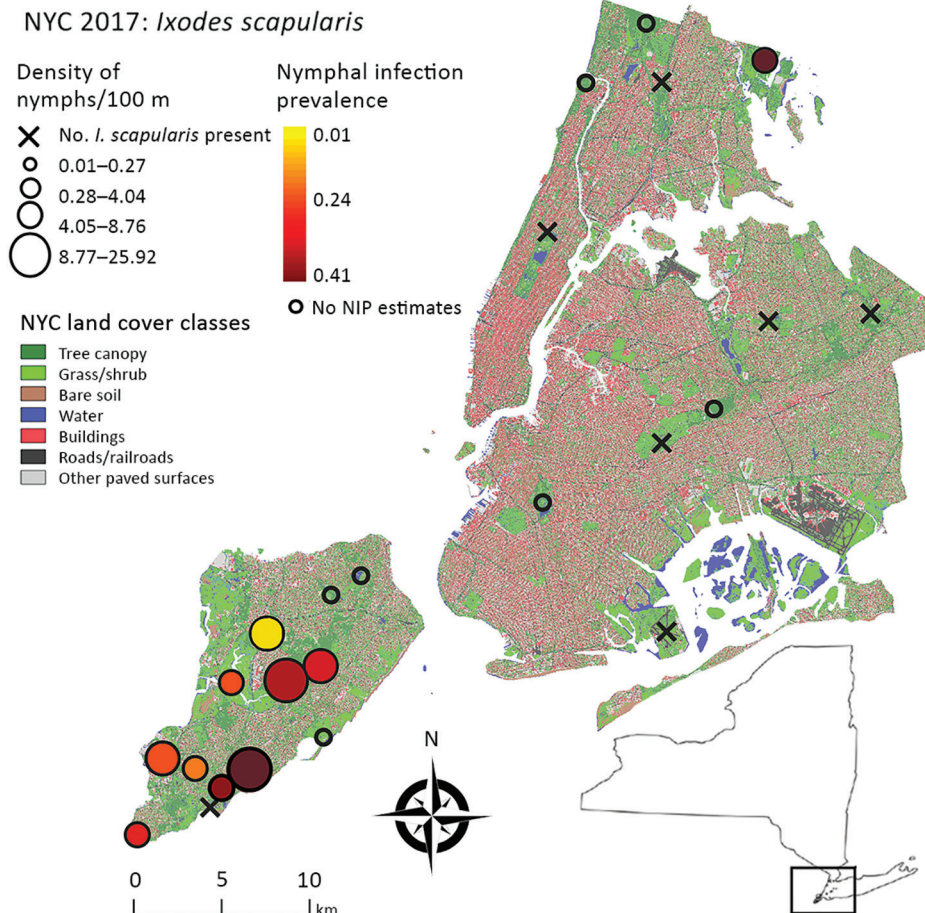 NYC 2017: Ixodes scapularis
Density of
nymphs/100 m
No. I. scapularis present
0.01–0.27
0.28–4.04
4.05–8.76
8.77–25.92
Nymphal infection
prevalence
0.01
0.24
0.41
No NIP estimates
NYC land cover classes
Tree canopy
Grass/shrub
Bare soil
Water
Buildings
Roads/railroads
Other paved surfaces
N
0 5 10
km